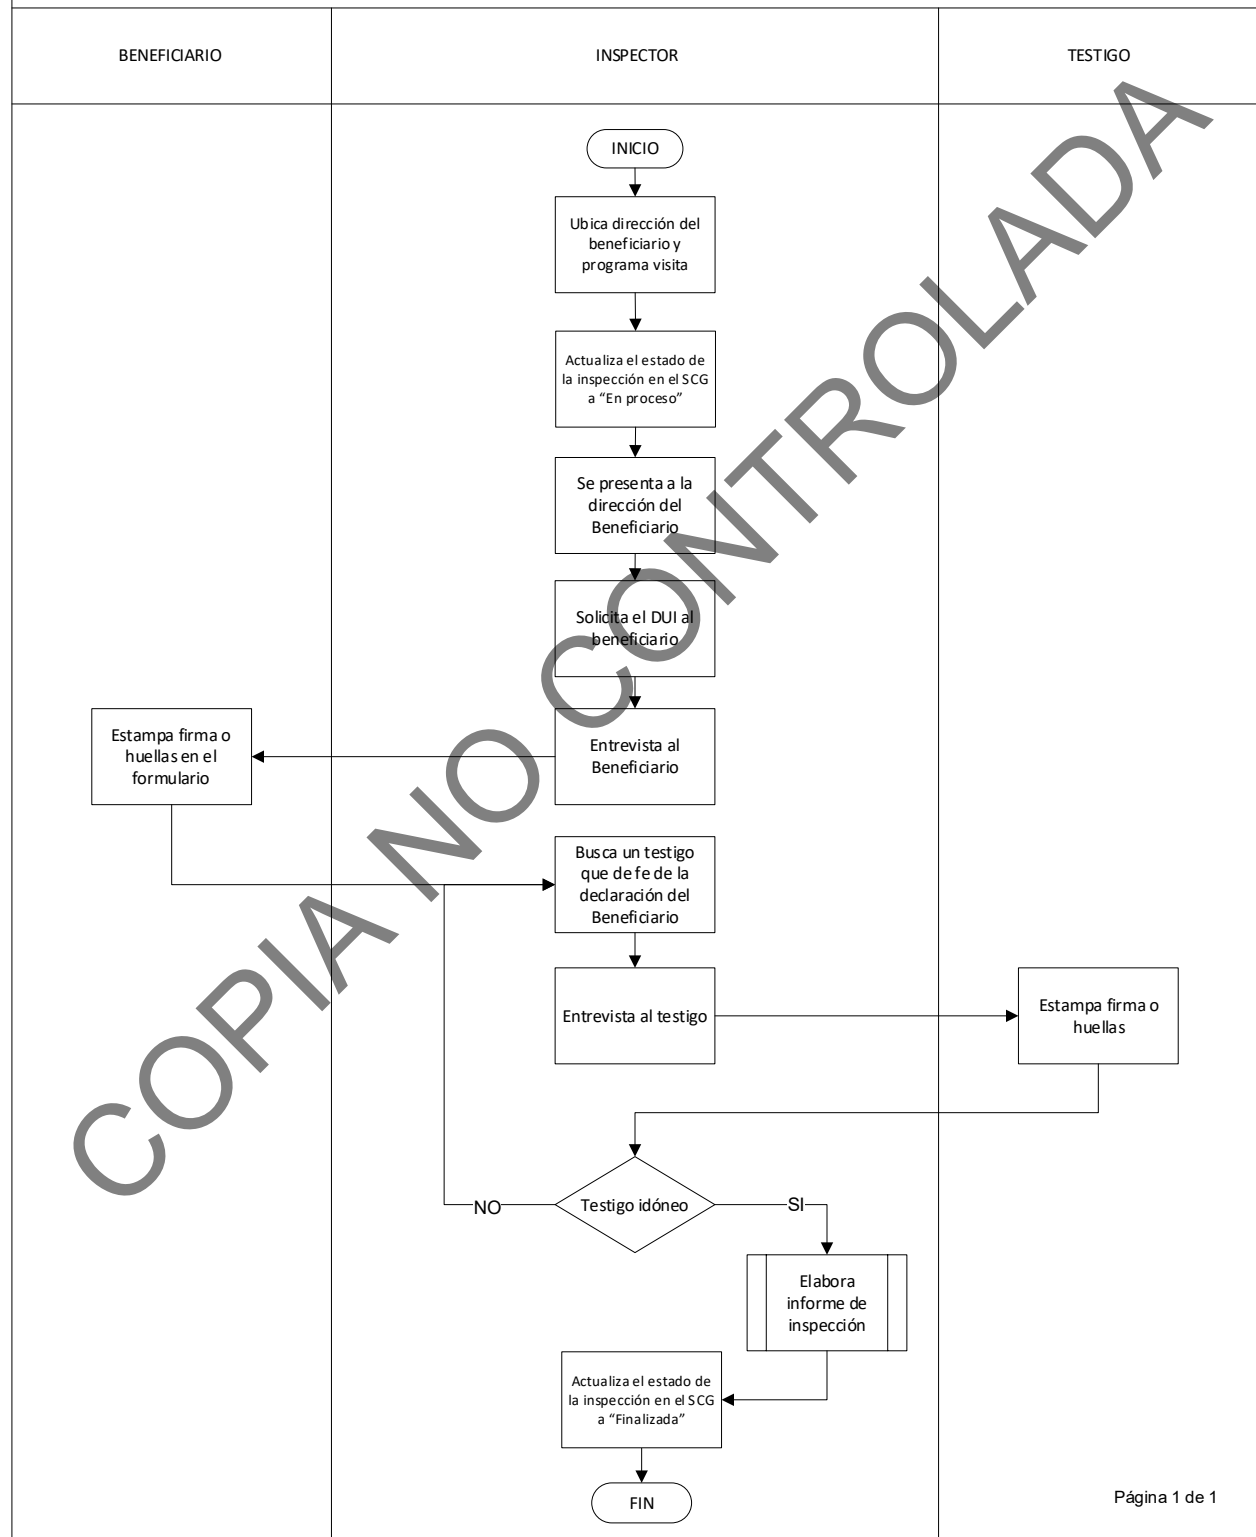 BENEFICIARIO
INSPECTOR
TESTIGO
INICIO
Ubica dirección del
beneficiario y
programa visita
Actualiza el estado de
la inspección en el SCG
a “En proceso”
Se presenta a la
dirección del
Beneficiario
Solicita el DUI al
beneficiario
Entrevista al
Beneficiario
Estampa firma o
huellas en el
formulario
Busca un testigo
que de fe de la
declaración del
Beneficiario
Entrevista al testigo
Estampa firma o
huellas
Testigo idóneo
NO
SI
Elabora
informe de
inspección
Actualiza el estado de
la inspección en el SCG
a “Finalizada”
FIN
Página 1 de 1
COPIA NO CONTROLADA